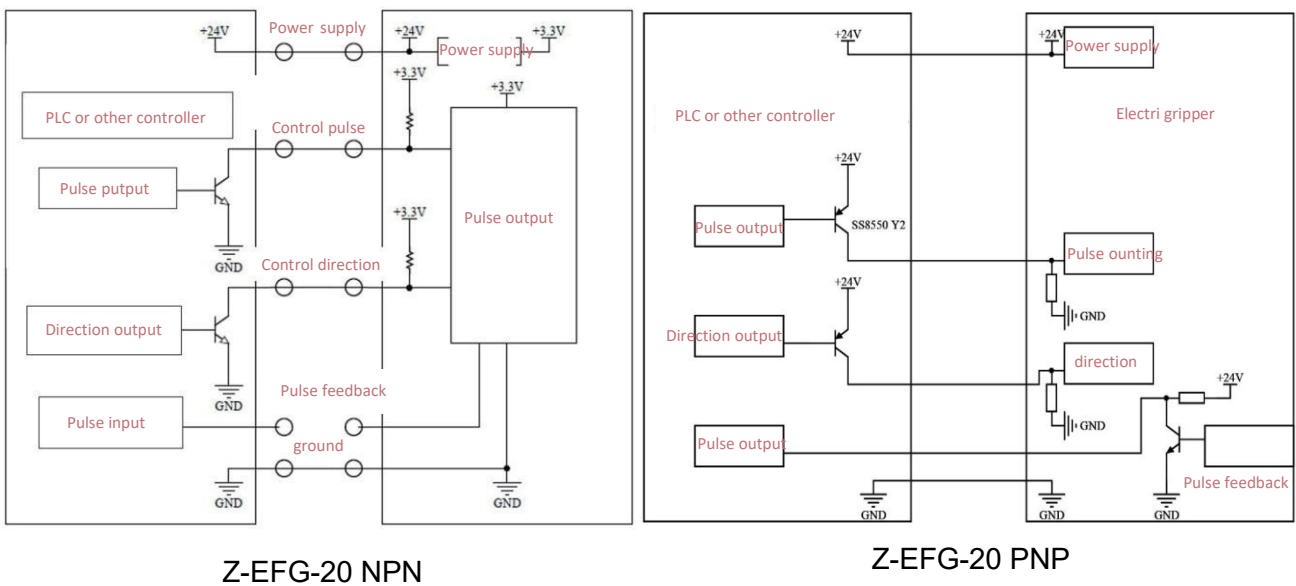 +24V
Power supply
+24V
Power supply
+3.3V
+3.3V
+3.3V
PLC or other controller
Control pulse
Pulse putput
Pulse output
GND
+3.3V
Control direction
Direction output
GND
Pulse feedback
Pulse input
ground
GND
GND
Z-EFG-20 NPN
+24V
+24V
Power supply
PLC or other controller
Electri gripper
+24V
Pulse output
SS8550 Y2
Pulse ounting
+24V
GND
Direction output
direction
+24V
GND
Pulse output
Pulse feedback
GND
GND
GND
Z-EFG-20 PNP